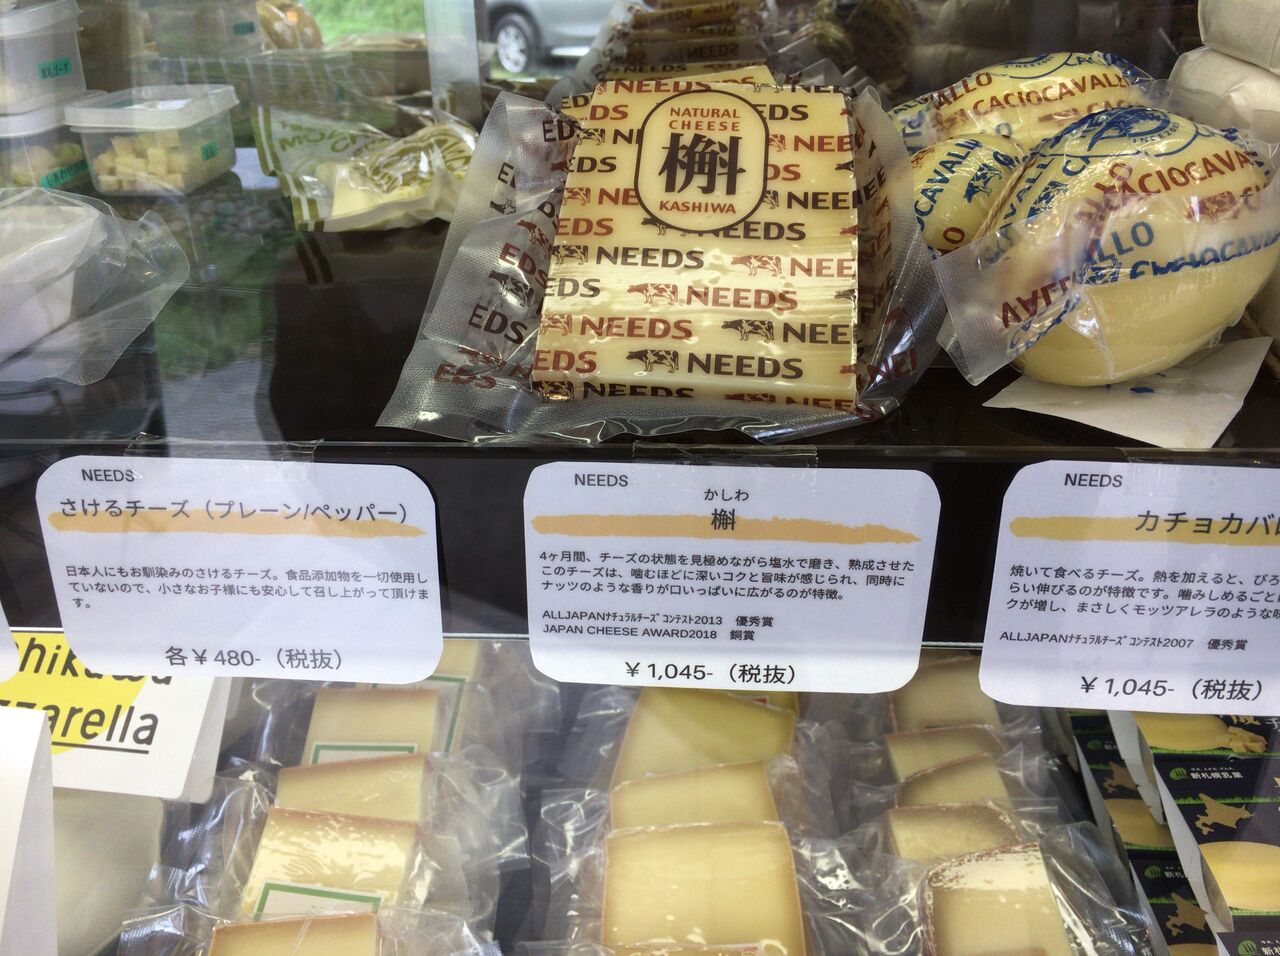 NATURAL
CHEESE
槲
KASHIWA
NEEDS
NEEDS
NEEDS
NEEDS
NEEDS
CACIOCAVALLO
NEEDS
さけるチーズ（プレーン/ペッパー）
日本人にもお馴染みのさけるチーズ。食品添加物を一切使用し
ていないので、小さなお子様にも安心して召し上がって頂けま
す。
各￥480-（税抜）
NEEDS
かしわ
槲
4ヶ月間、チーズの状態を見極めながら塩水で磨き、熟成させた
このチーズは、噛むほどに深いコクと旨味が感じられ、同時に
ナッツのような香りが口いっぱいに広がるのが特徴。
ALLJAPANﾅﾁｭﾗﾙﾁｰｽﾞｺﾝﾃｽﾄ2013　優秀賞
JAPAN CHEESE AWARD2018　銅賞
￥1,045-（税抜）
NEEDS
カチョカバ
焼いて食べるチーズ。熱を加えると、びろ
らい伸びるのが特徴です。噛みしめるごとに
クが増し、まさしくモッツアレラのような味
ALLJAPANﾅﾁｭﾗﾙﾁｰｽﾞｺﾝﾃｽﾄ2007　優秀賞
￥1,045-（税抜）
hikawa
zzarella
新札幌乳業